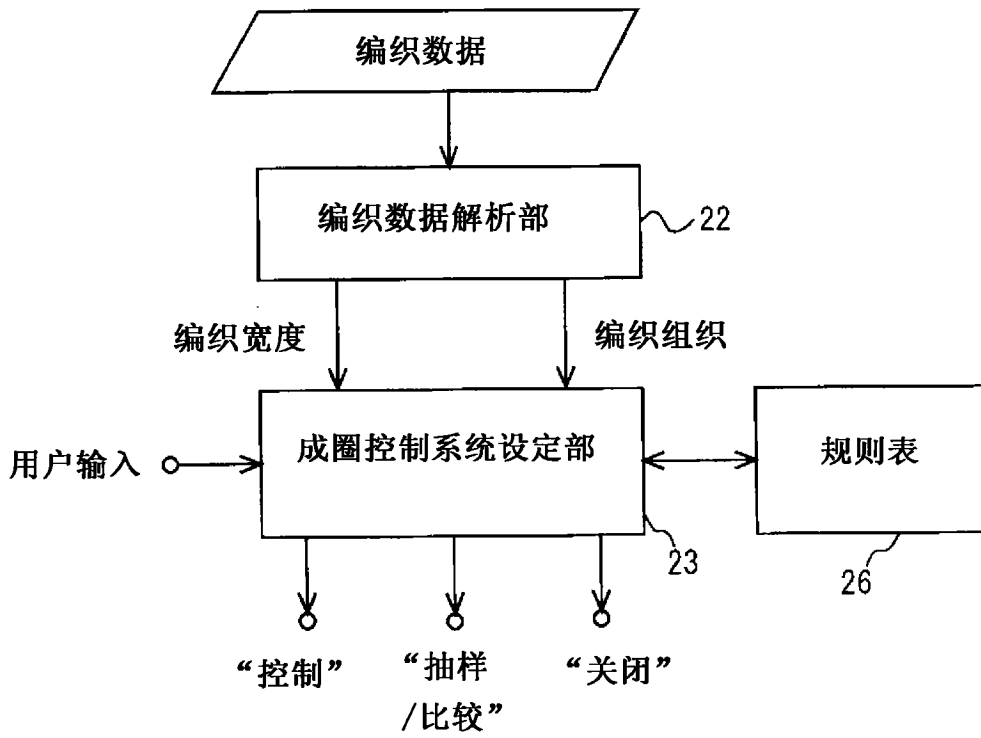 编织数据
编织数据解析部
22
编织宽度
编织组织
用户输入
成圈控制系统设定部
规则表
23
26
“控制”
“抽样
/比较”
“关闭”